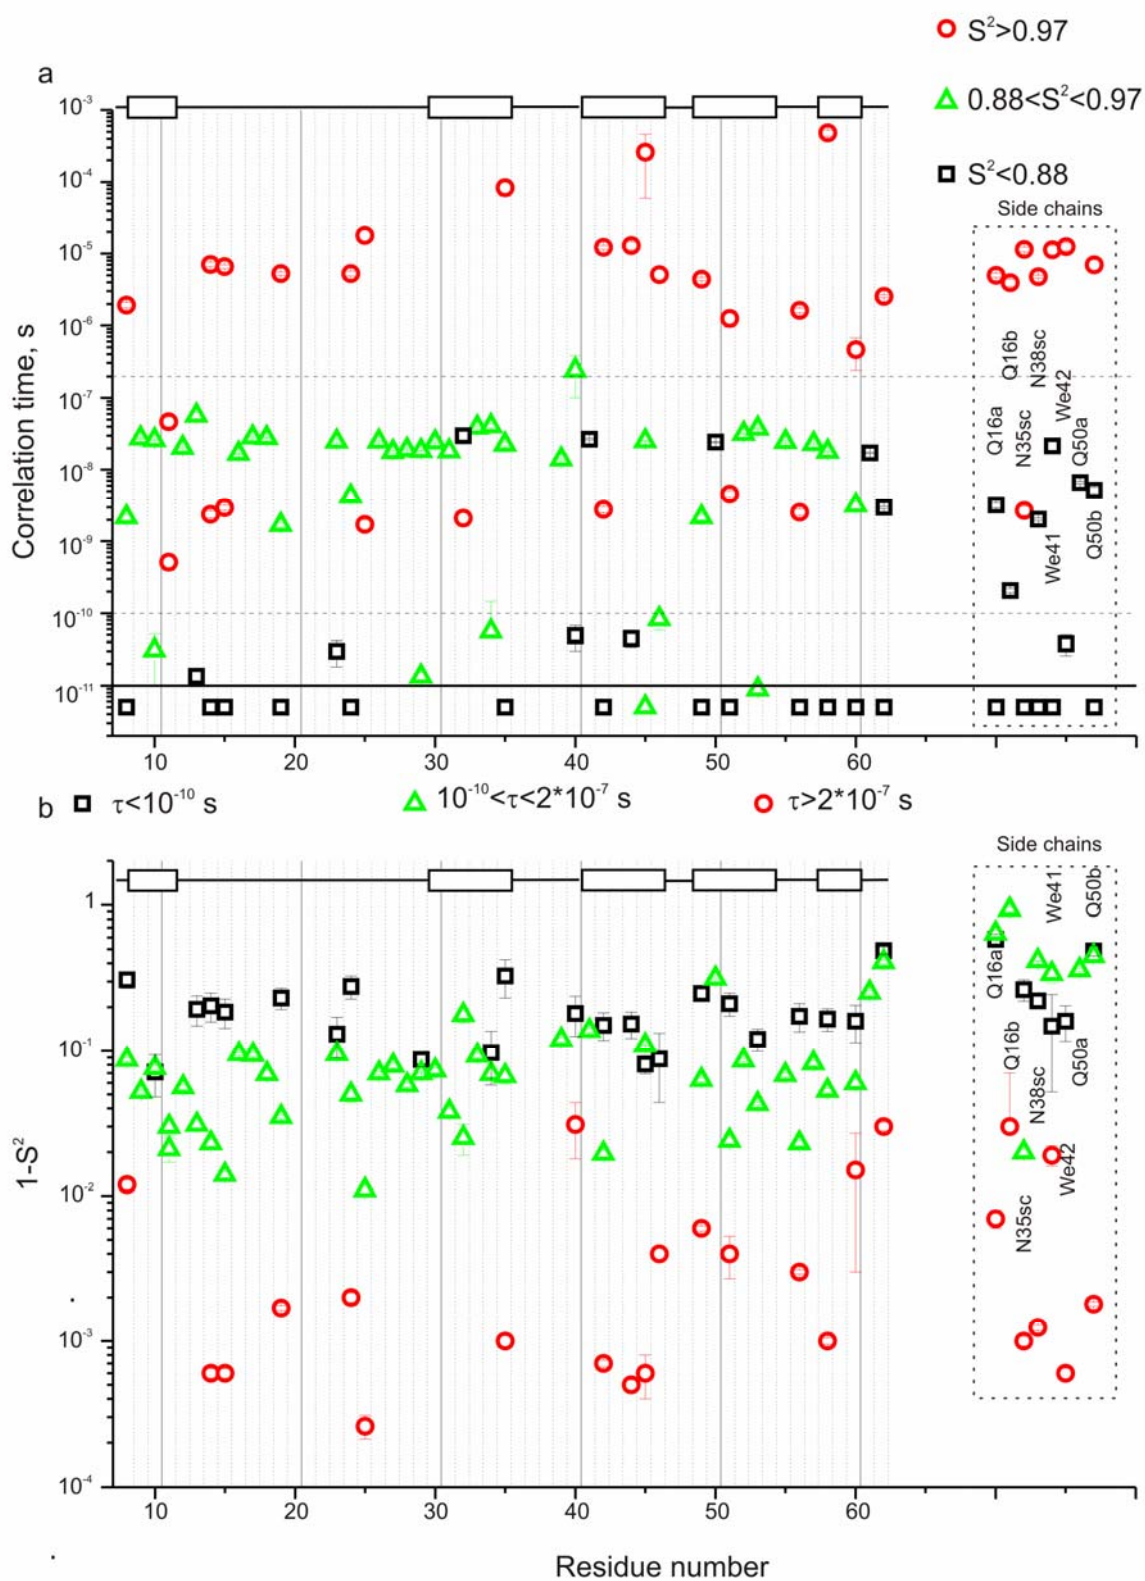 S²>0.97
a
0.88<S²<0.97
S²<0.88
Side chains
10⁻³
10⁻⁴
10⁻⁵
10⁻⁶
10⁻⁷
10⁻⁸
10⁻⁹
10⁻¹⁰
10⁻¹¹
Correlation time, s
Q16a
Q16b
N35sc
N38sc
We41
We42
Q50a
Q50b
10 20 30 40 50 60
b τ<10⁻¹⁰ s 10⁻¹⁰<τ<2*10⁻⁷ s τ>2*10⁻⁷ s
Side chains
1
10⁻¹
10⁻²
10⁻³
10⁻⁴
1-S²
Q16a
Q16b
N35sc
N38sc
We41
We42
Q50a
Q50b
10 20 30 40 50 60
Residue number